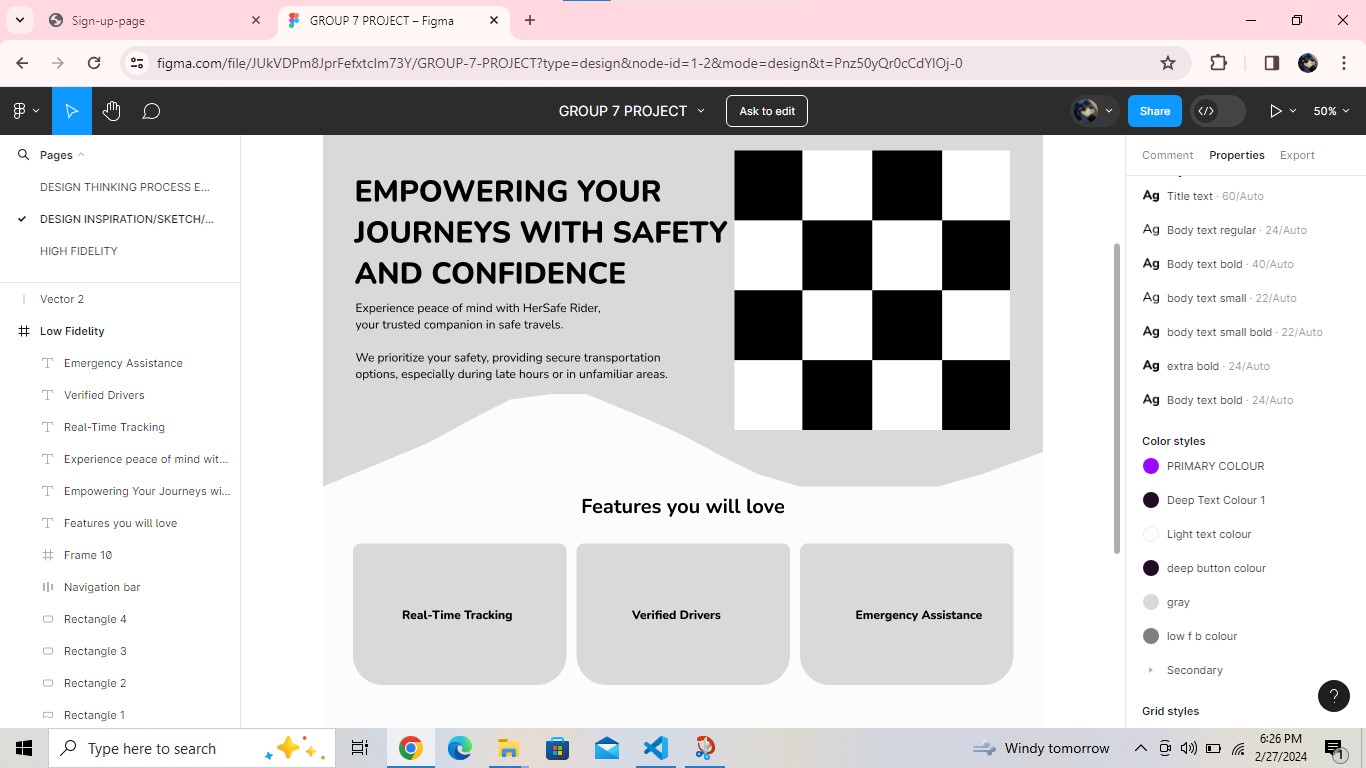 Sign-up-page
GROUP 7 PROJECT – Figma
figma.com/file/JUkVDPm8JprFefxtclm73Y/GROUP-7-PROJECT?type=design&node-id=1-2&mode=design&t=Pnz50yQr0cCdYlOj-0
GROUP 7 PROJECT
Ask to edit
Share
50%
Pages
DESIGN THINKING PROCESS E...
DESIGN INSPIRATION/SKETCH/...
HIGH FIDELITY
Vector 2
Low Fidelity
Emergency Assistance
Verified Drivers
Real-Time Tracking
Experience peace of mind wit...
Empowering Your Journeys wi...
Features you will love
Frame 10
Navigation bar
Rectangle 4
Rectangle 3
Rectangle 2
Rectangle 1
EMPOWERING YOUR
JOURNEYS WITH SAFETY
AND CONFIDENCE
Experience peace of mind with HerSafe Rider,
your trusted companion in safe travels.
We prioritize your safety, providing secure transportation
options, especially during late hours or in unfamiliar areas.
Features you will love
Real-Time Tracking
Verified Drivers
Emergency Assistance
Comment Properties Export
Ag Title text · 60/Auto
Ag Body text regular · 24/Auto
Ag Body text bold · 40/Auto
Ag body text small · 22/Auto
Ag body text small bold · 22/Auto
Ag extra bold · 24/Auto
Ag Body text bold · 24/Auto
Color styles
PRIMARY COLOUR
Deep Text Colour 1
Light text colour
deep button colour
gray
low f b colour
Secondary
Grid styles
?
Type here to search
Windy tomorrow
6:26 PM
2/27/2024
1